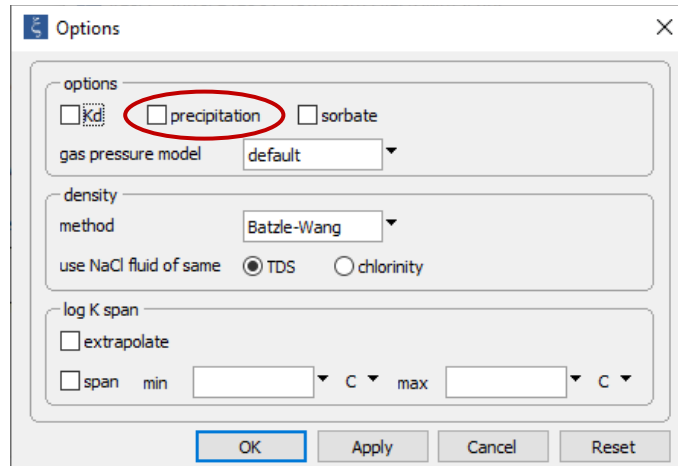 ξ Options
options
Kd precipitation sorbate
gas pressure model default
density
method Batzle-Wang
use NaCl fluid of same TDS chlorinity
log K span
extrapolate
span min C max C
OK Apply Cancel Reset